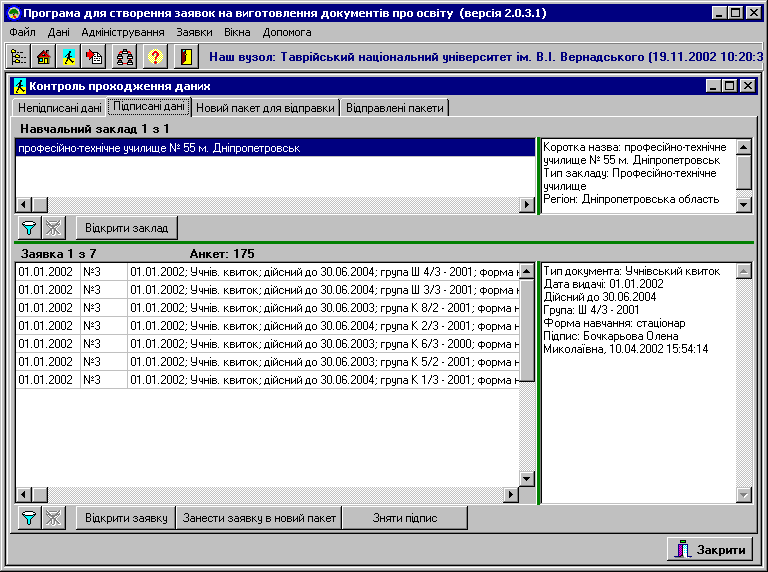 Програма для створення заявок на виготовлення документів про освіту (версія 2.0.3.1)
Файл Дані Адміністрування Заявки Вікна Допомога
Наш вузол: Таврійський національний університет ім. В.І. Вернадського (19.11.2002 10:20:3
Контроль проходження даних
Непідписані дані Підписані дані Новий пакет для відправки Відправлені пакети
Навчальний заклад 1 з 1
професійно-технічне училище № 55 м. Дніпропетровськ
Коротка назва: професійно-технічне
училище № 55 м. Дніпропетровськ
Тип закладу: Професійно-технічне
училище
Регіон: Дніпропетровська область
Відкрити заклад
Заявка 1 з 7 Анкет: 175
01.01.2002 №3 01.01.2002; Учнів. квиток; дійсний до 30.06.2004; група Ш 4/3 - 2001; форма н
01.01.2002 №3 01.01.2002; Учнів. квиток; дійсний до 30.06.2004; група Ш 3/3 - 2001; форма н
01.01.2002 №3 01.01.2002; Учнів. квиток; дійсний до 30.06.2003; група К 8/2 - 2001; форма н
01.01.2002 №3 01.01.2002; Учнів. квиток; дійсний до 30.06.2004; група К 2/3 - 2001; форма н
01.01.2002 №3 01.01.2002; Учнів. квиток; дійсний до 30.06.2003; група К 6/3 - 2000; форма н
01.01.2002 №3 01.01.2002; Учнів. квиток; дійсний до 30.06.2003; група К 5/2 - 2001; форма н
01.01.2002 №3 01.01.2002; Учнів. квиток; дійсний до 30.06.2004; група К 1/3 - 2001; форма н
Тип документа: Учнівський квиток
Дата видачі: 01.01.2002
Дійсний до 30.06.2004
Група: Ш 4/3 - 2001
Форма навчання: стаціонар
Підпис: Бочкарьова Олена
Миколаївна, 10.04.2002 15:54:14
Відкрити заявку Занести заявку в новий пакет Зняти підпис
Закрити